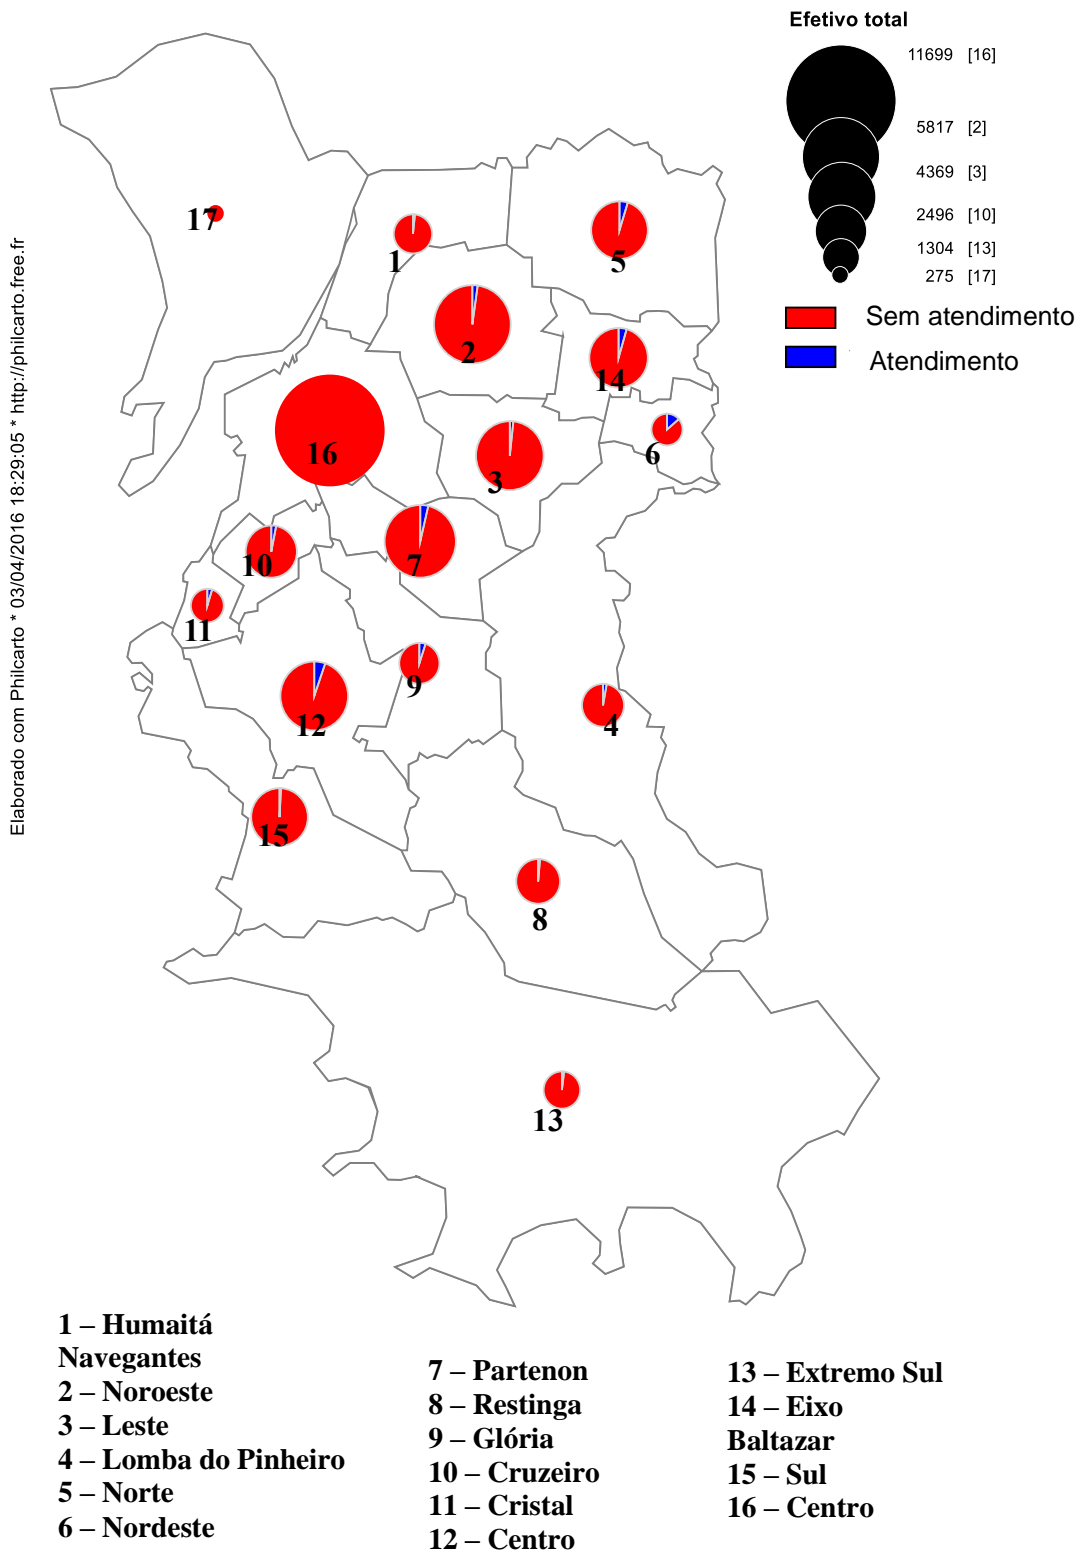 Efetivo total
11699 [16]
5817 [2]
4369 [3]
2496 [10]
1304 [13]
275 [17]
Sem atendimento
Atendimento
Elaborado com Philcarto * 03/04/2016 18:29:05 * http://philcarto.free.fr
17
1
5
2
14
16
3
6
10
7
11
9
12
4
15
8
13
1 – Humaitá
Navegantes
2 – Noroeste
3 – Leste
4 – Lomba do Pinheiro
5 – Norte
6 – Nordeste
7 – Partenon
8 – Restinga
9 – Glória
10 – Cruzeiro
11 – Cristal
12 – Centro
13 – Extremo Sul
14 – Eixo
Baltazar
15 – Sul
16 – Centro